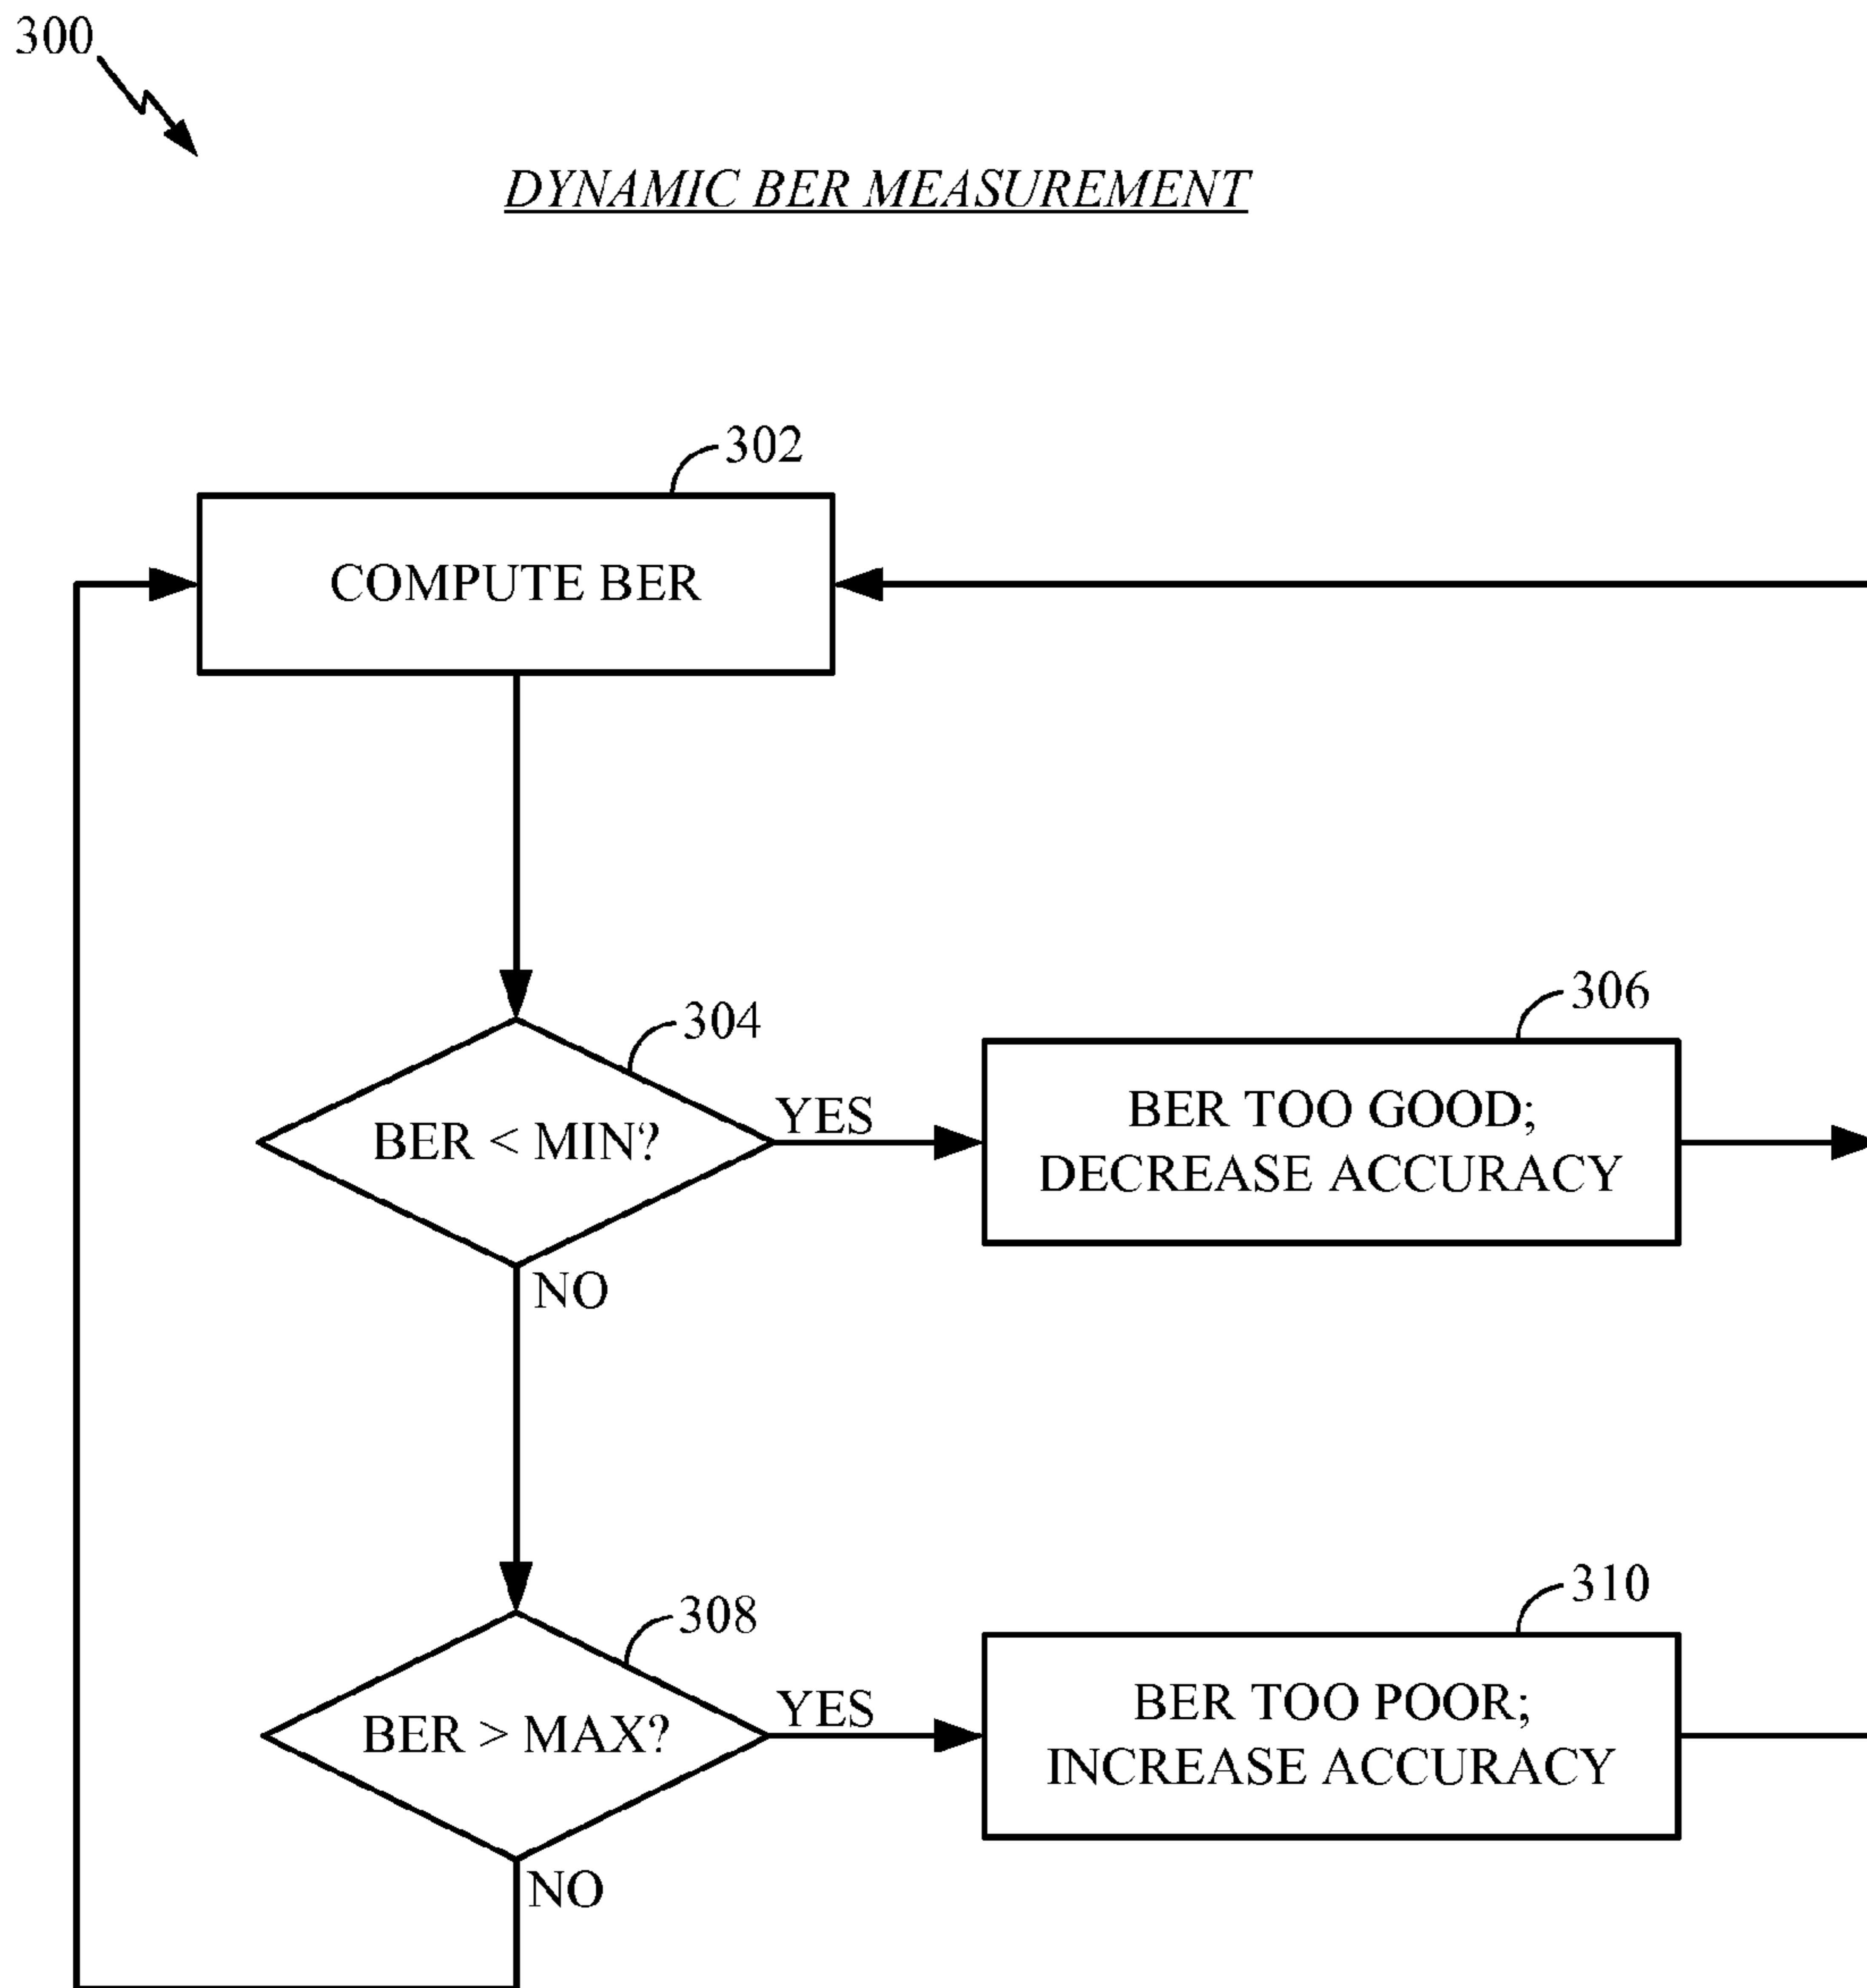 300
DYNAMIC BER MEASUREMENT
302
COMPUTE BER
304
BER < MIN?
YES
NO
306
BER TOO GOOD;
DECREASE ACCURACY
308
BER > MAX?
YES
NO
310
BER TOO POOR;
INCREASE ACCURACY